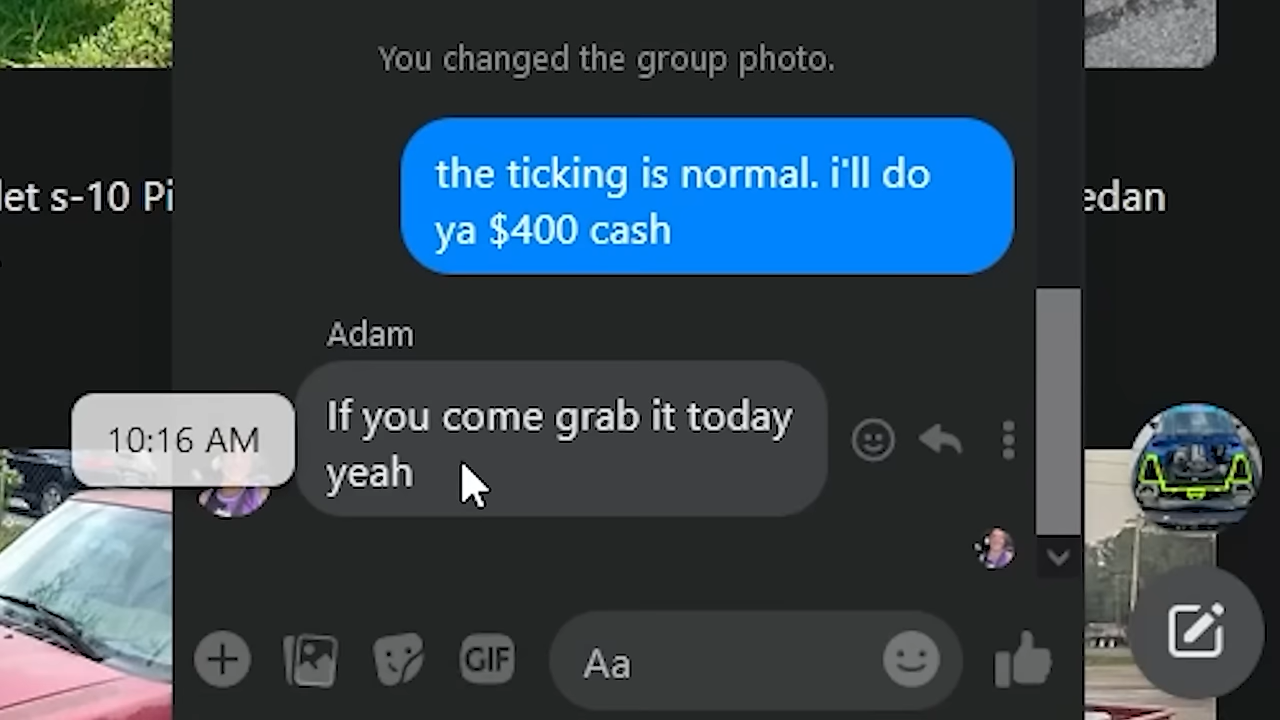 You changed the group photo.
the ticking is normal. i'll do
ya $400 cash
let s-10 Pi
edan
Adam
If you come grab it today
yeah
10:16 AM
GIF
Aa